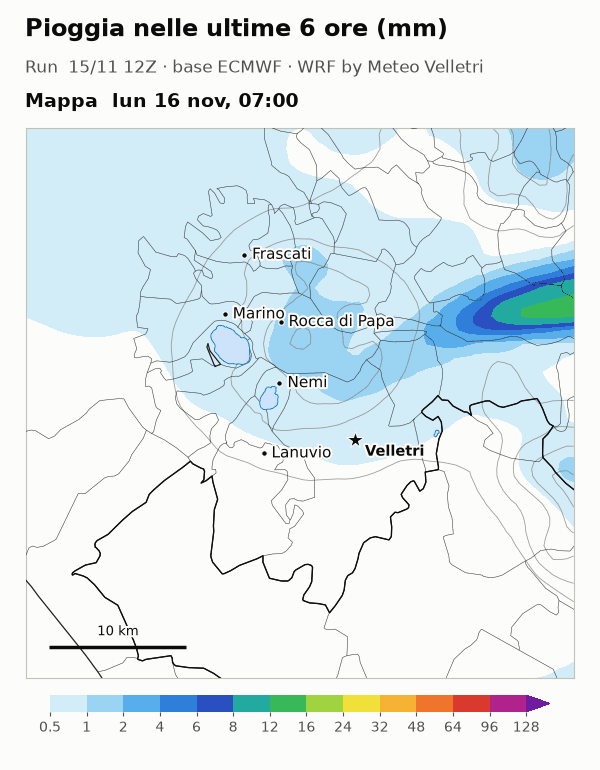 Pioggia nelle ultime 6 ore (mm)
Run  15/11 12Z · base ECMWF · WRF by Meteo Velletri
Mappa  lun 16 nov, 07:00
Frascati
Marino
Rocca di Papa
Nemi
Velletri
Lanuvio
10 km
0.5 1 2 4 6 8 12 16 24 32 48 64 96 128